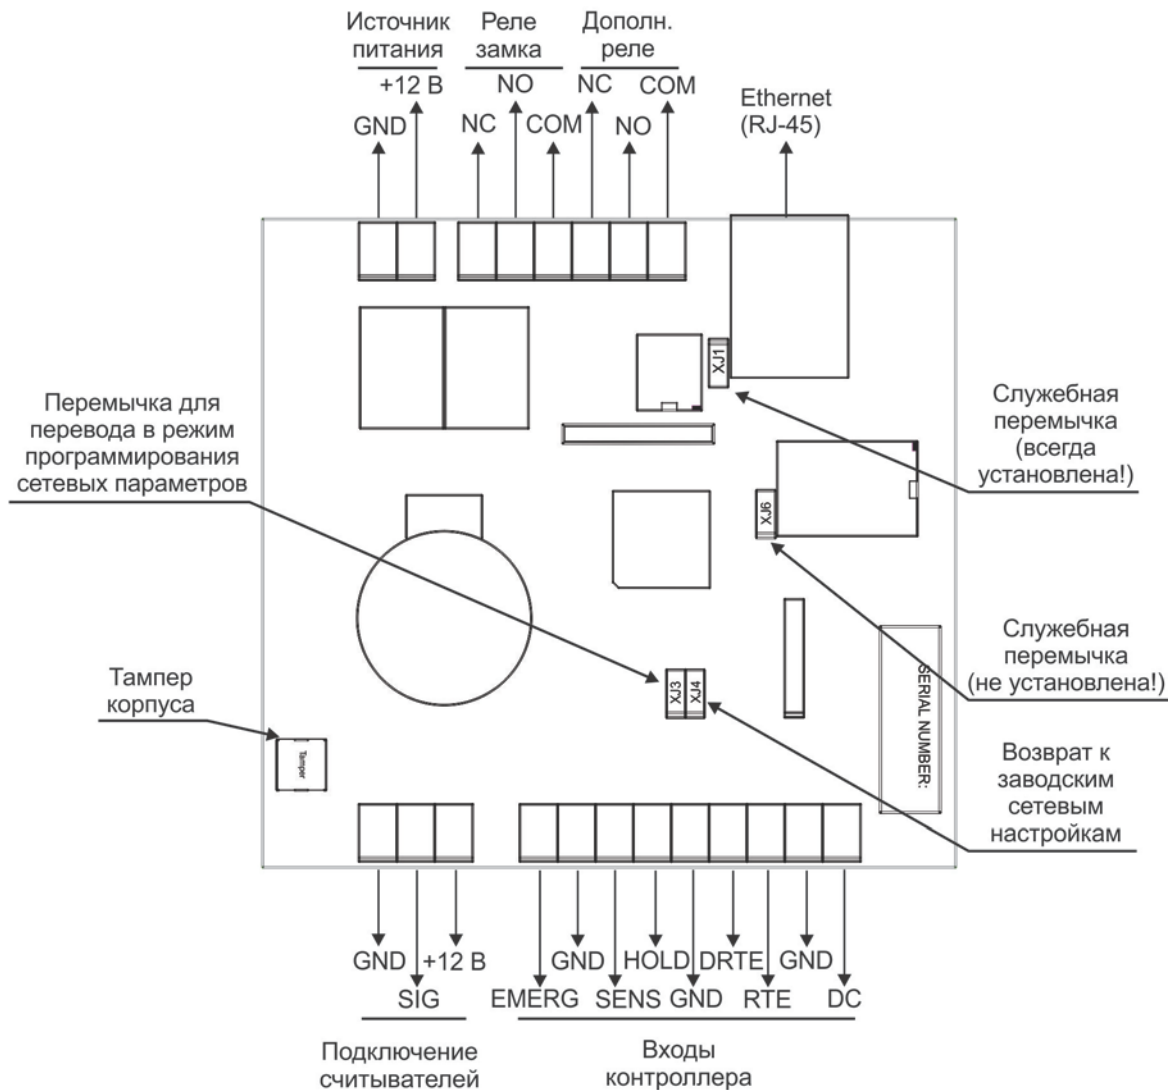 Источник
питания
Реле
замка
Дополн.
реле
+12 В
NO
NC
COM
GND
NC
COM
NO
Ethernet
(RJ-45)
XJ1
Перемычка для
перевода в режим
программирования
сетевых параметров
Служебная
перемычка
(всегда
установлена!)
XJ6
Служебная
перемычка
(не установлена!)
XJ3
XJ4
SERIAL NUMBER:
Тампер
корпуса
Tamper
Возврат к
заводским
сетевым
настройкам
GND
+12 В
GND
HOLD
DRTE
GND
SIG
EMERG
SENS
GND
RTE
DC
Подключение
считывателей
Входы
контроллера